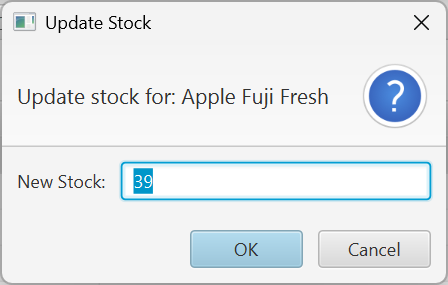 Update Stock
Update stock for: Apple Fuji Fresh
?
New Stock: 39
OK Cancel